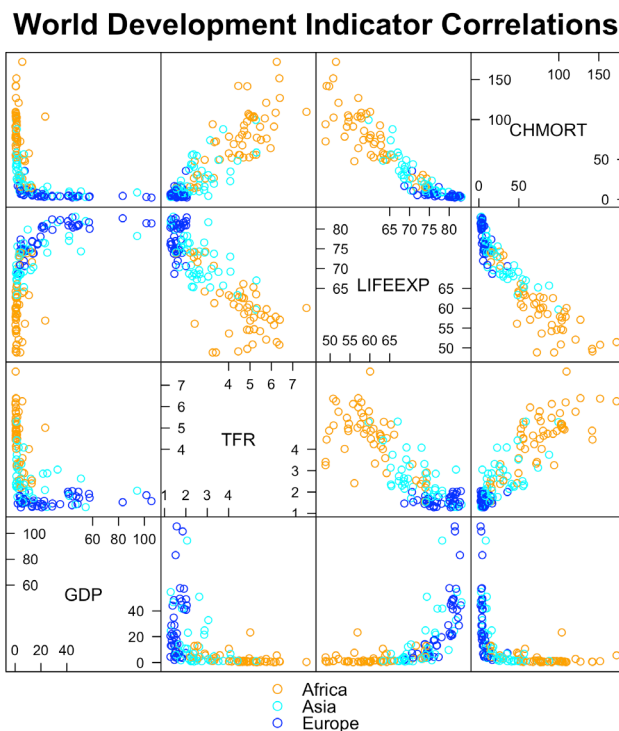 World Development Indicator Correlations
100 150
150
100
CHMORT
50
0 50
0
65 70 75 80
80
75
70
65
LIFEEXP
65
60
55
50
50 55 60 65
4 5 6 7
7
6
5
4
TFR
4
3
2
1
1 2 3 4
60 80 100
100
80
60
GDP
40
20
0
0 20 40
Africa
Asia
Europe